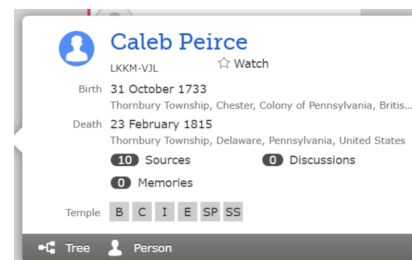 Caleb Peirce
LKKM-VJL ☆ Watch
Birth 31 October 1733
Thornbury Township, Chester, Colony of Pennsylvania, Britis...
Death 23 February 1815
Thornbury Township, Delaware, Pennsylvania, United States
10 Sources 0 Discussions
0 Memories
Temple B C I E SP SS
Tree Person